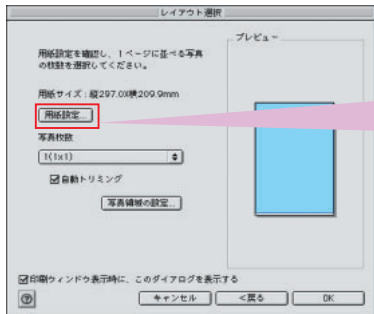 レイアウト選択
用紙設定を確認し、1ページに並べる写真
の枚数を選択してください。
用紙サイズ：縦297.0X横209.9mm
用紙設定...
写真枚数
1(1x1)
自動トリミング
写真領域の設定...
プレビュー
印刷ウィンドウ表示時に、このダイアログを表示する
?
キャンセル
<戻る
OK